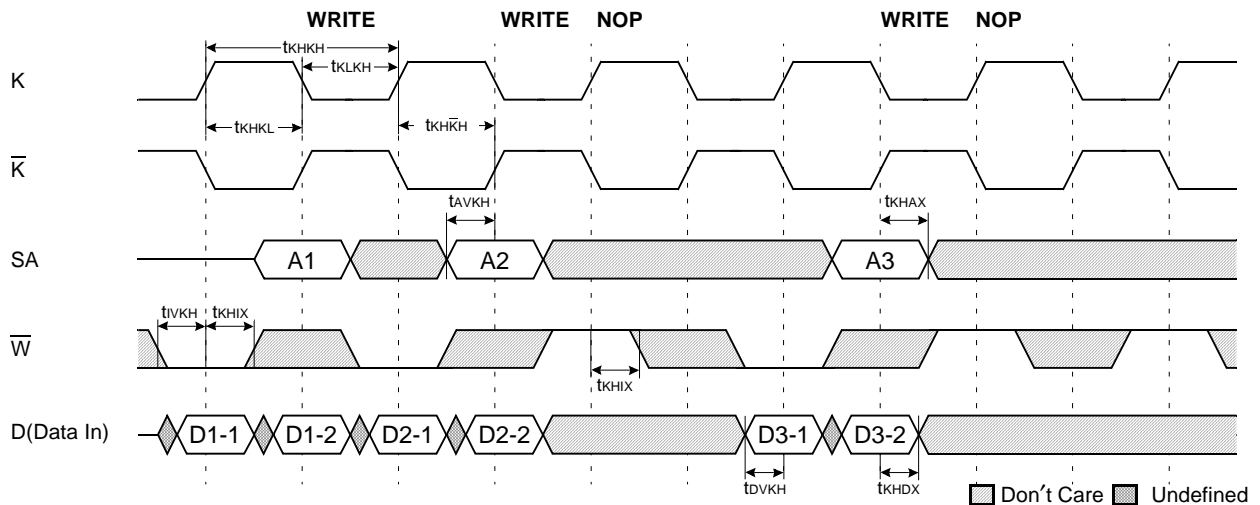 WRITE WRITE NOP WRITE NOP
tKHKH
tKLKH
K
tKHKL tKHK̅H
K̅
tAVKH tKHAX
SA A1 A2 A3
tIVKH tKHIX
W̅
tKHIX
D(Data In) D1-1 D1-2 D2-1 D2-2 D3-1 D3-2
tDVKH tKHDX
Don′t Care Undefined